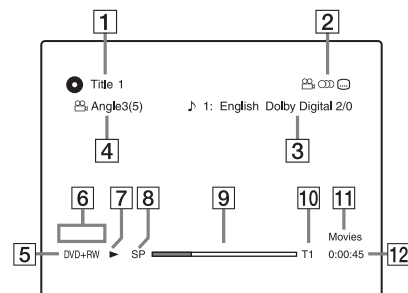 1 2
Title 1
Angle3(5) ♪ 1: English Dolby Digital 2/0
4 3
6 7 8 9 10 11
Movies
5 DVD+RW ► SP T1 0:00:45 12